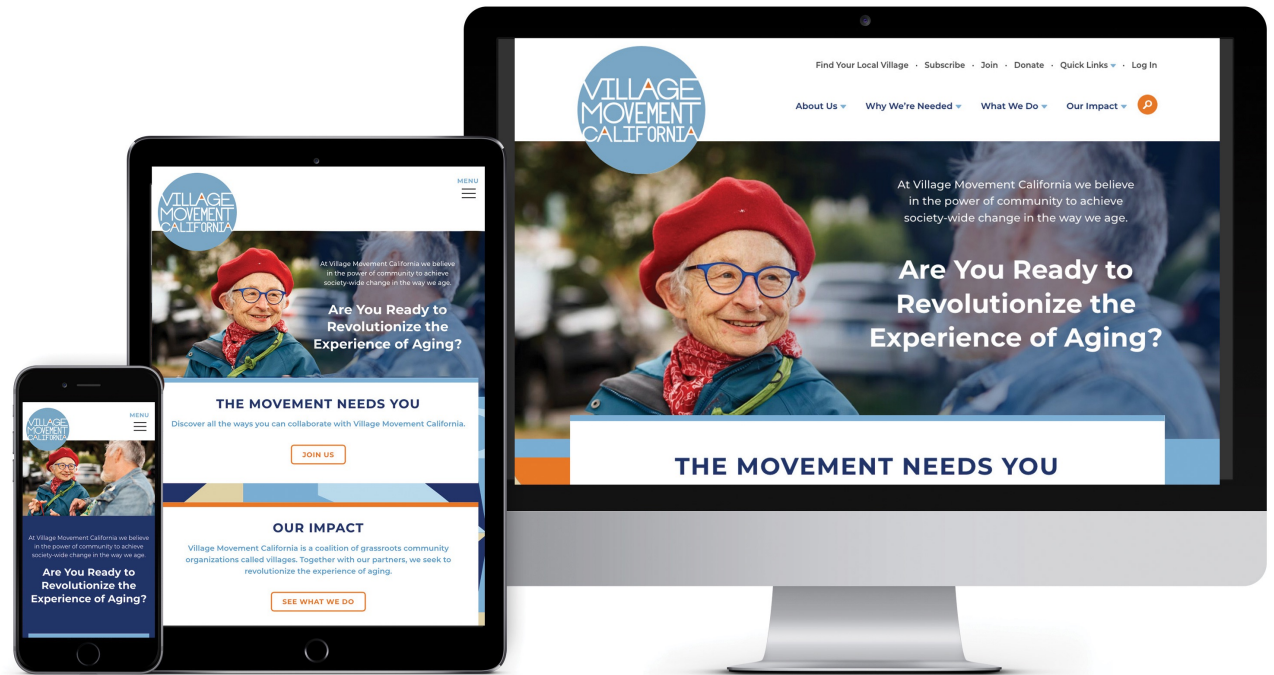 VILLAGE
MOVEMENT
CALIFORNIA
Find Your Local Village · Subscribe · Join · Donate · Quick Links · Log In
About Us Why We're Needed What We Do Our Impact
At Village Movement California we believe
in the power of community to achieve
society-wide change in the way we age.
Are You Ready to
Revolutionize the
Experience of Aging?
THE MOVEMENT NEEDS YOU
VILLAGE
MOVEMENT
CALIFORNIA
MENU
At Village Movement California we believe
in the power of community to achieve
society-wide change in the way we age.
Are You Ready to
Revolutionize the
Experience of Aging?
THE MOVEMENT NEEDS YOU
Discover all the ways you can collaborate with Village Movement California.
JOIN US
OUR IMPACT
Village Movement California is a coalition of grassroots community
organizations called villages. Together with our partners, we seek to
revolutionize the experience of aging.
SEE WHAT WE DO
VILLAGE
MOVEMENT
CALIFORNIA
MENU
At Village Movement California we believe
in the power of community to achieve
society-wide change in the way we age.
Are You Ready to
Revolutionize the
Experience of Aging?